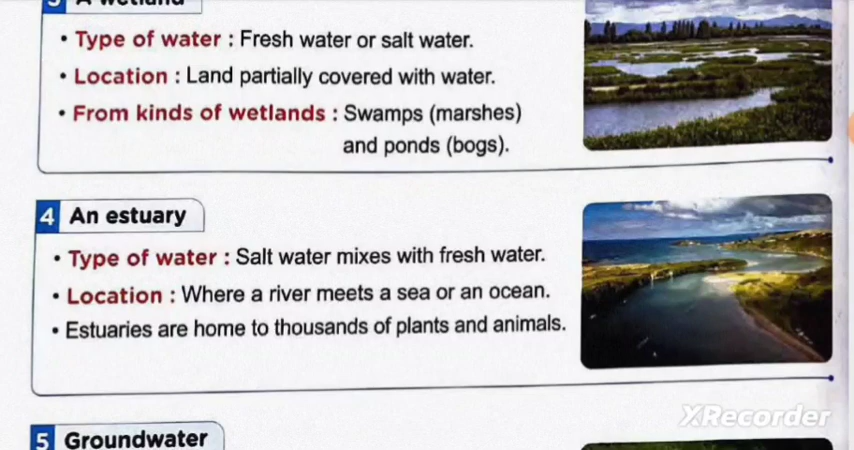 3 A wetland
• Type of water : Fresh water or salt water.
• Location : Land partially covered with water.
• From kinds of wetlands : Swamps (marshes)
and ponds (bogs).
4 An estuary
• Type of water : Salt water mixes with fresh water.
• Location : Where a river meets a sea or an ocean.
• Estuaries are home to thousands of plants and animals.
XRecorder
5 Groundwater